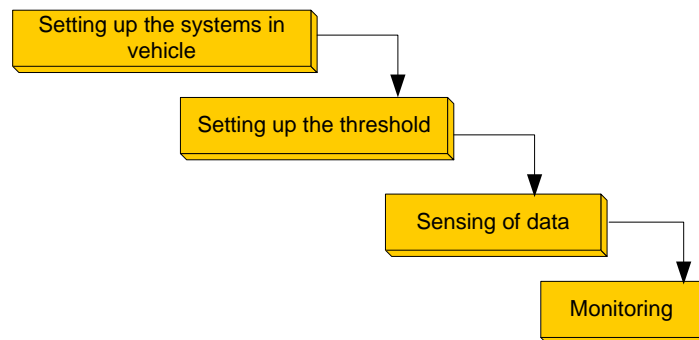 Setting up the systems in
vehicle
Setting up the threshold
Sensing of data
Monitoring